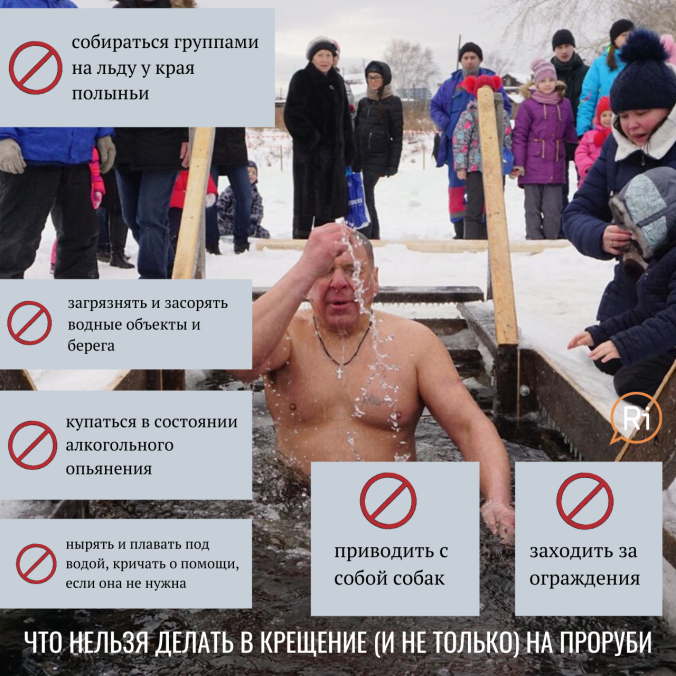 собираться группами
на льду у края
полыньи
загрязнять и засорять
водные объекты и
берега
купаться в состоянии
алкогольного
опьянения
нырять и плавать под
водой, кричать о помощи,
если она не нужна
приводить с
собой собак
заходить за
ограждения
Ri
ЧТО НЕЛЬЗЯ ДЕЛАТЬ В КРЕЩЕНИЕ (И НЕ ТОЛЬКО) НА ПРОРУБИ